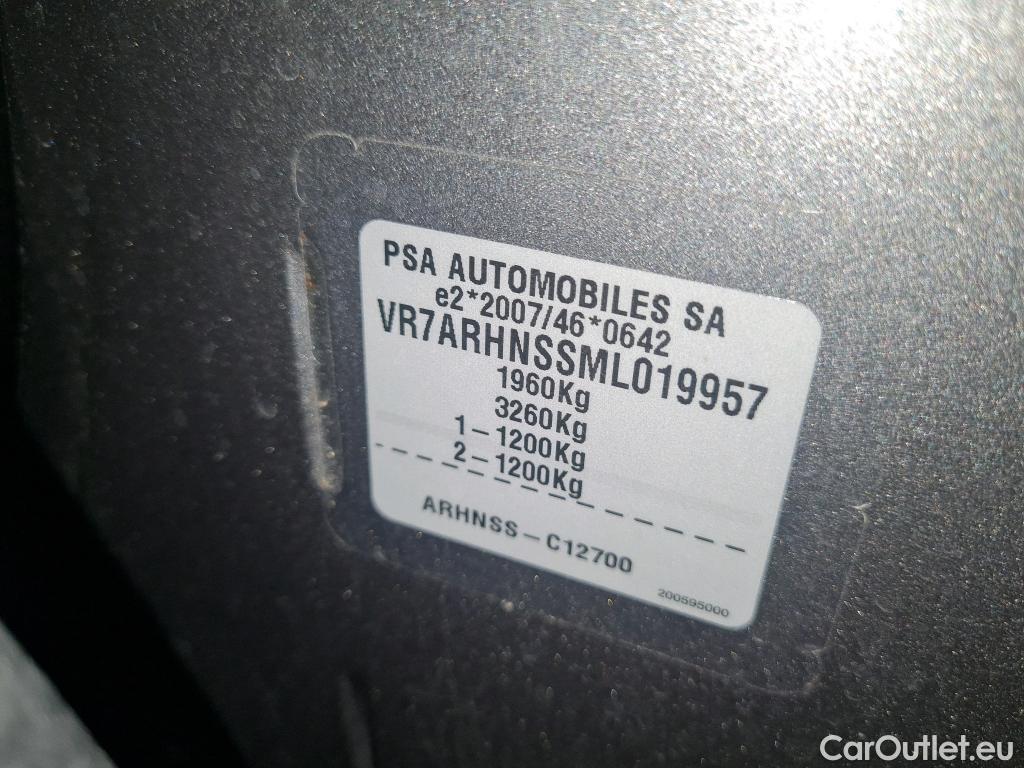 PSA AUTOMOBILES SA
e2*2007/46*0642
VR7ARHNSSML019957
1960Kg
3260Kg
1-1200Kg
2-1200Kg
ARHNSS-C12700
200595000
CarOutlet.eu